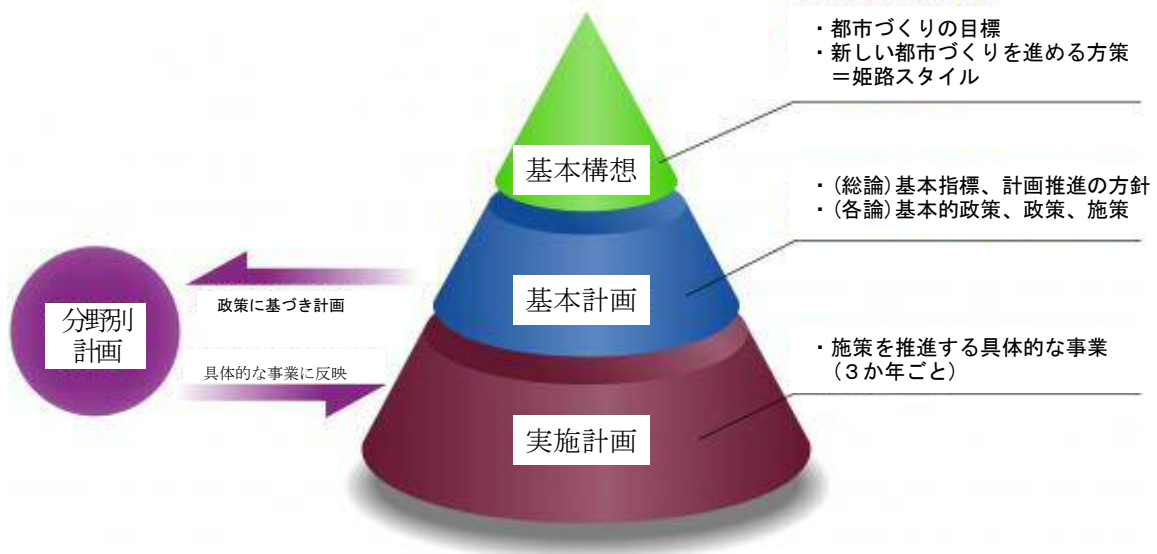 ・都市づくりの目標
・新しい都市づくりを進める方策
＝姫路スタイル
基本構想
・(総論)基本指標、計画推進の方針
・(各論)基本的政策、政策、施策
基本計画
政策に基づき計画
分野別
計画
具体的な事業に反映
・施策を推進する具体的な事業
（３か年ごと）
実施計画